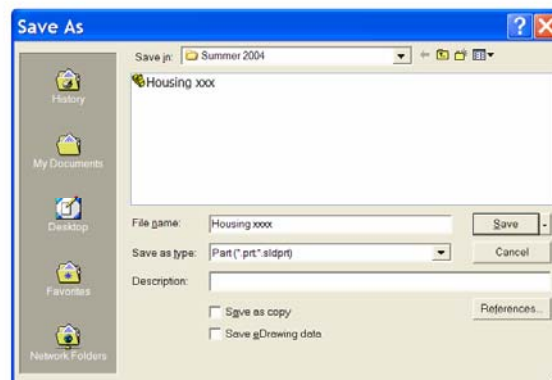 Save As
Save in: Summer 2004
Housing xxx
History
My Documents
Desktop
Favorites
Network Folders
File name: Housing xxxx Save
Save as type: Part (*.prt;*.sldprt) Cancel
Description:
Save as copy References...
Save eDrawing data